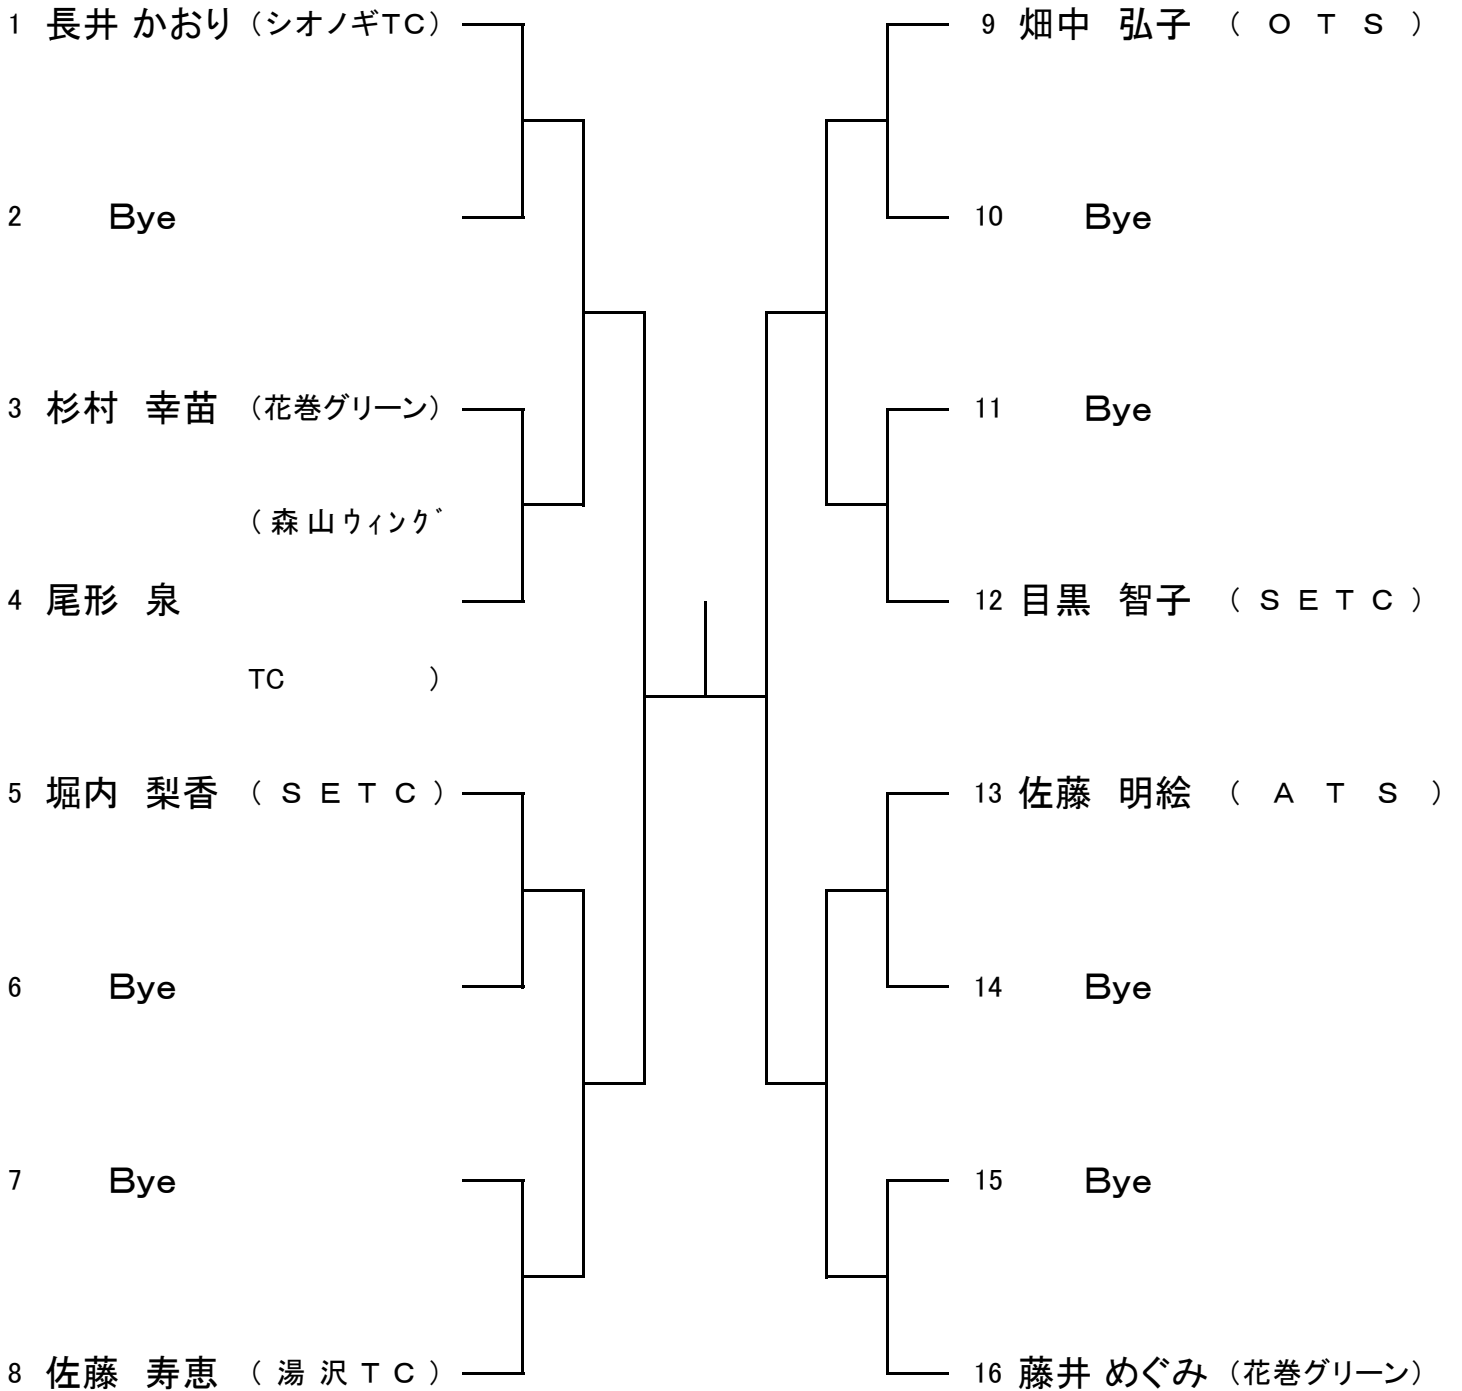 1 長井 かおり (シオノギTC)
2 Bye
3 杉村 幸苗 (花巻グリーン)
(森山ウィング
4 尾形 泉
TC )
5 堀内 梨香 (SETC)
6 Bye
7 Bye
8 佐藤 寿恵 (湯沢TC)
9 畑中 弘子 (OTS)
10 Bye
11 Bye
12 目黒 智子 (SETC)
13 佐藤 明絵 (ATS)
14 Bye
15 Bye
16 藤井 めぐみ (花巻グリーン)